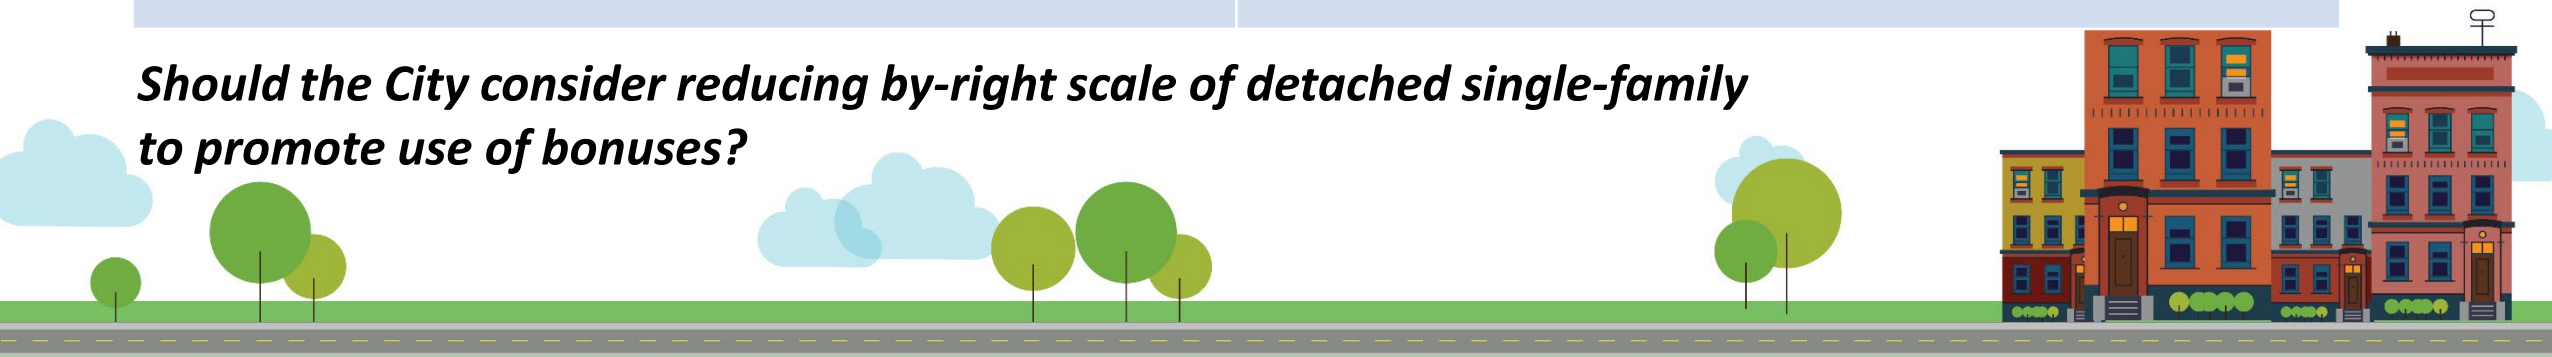 Should the City consider reducing by-right scale of detached single-family
to promote use of bonuses?